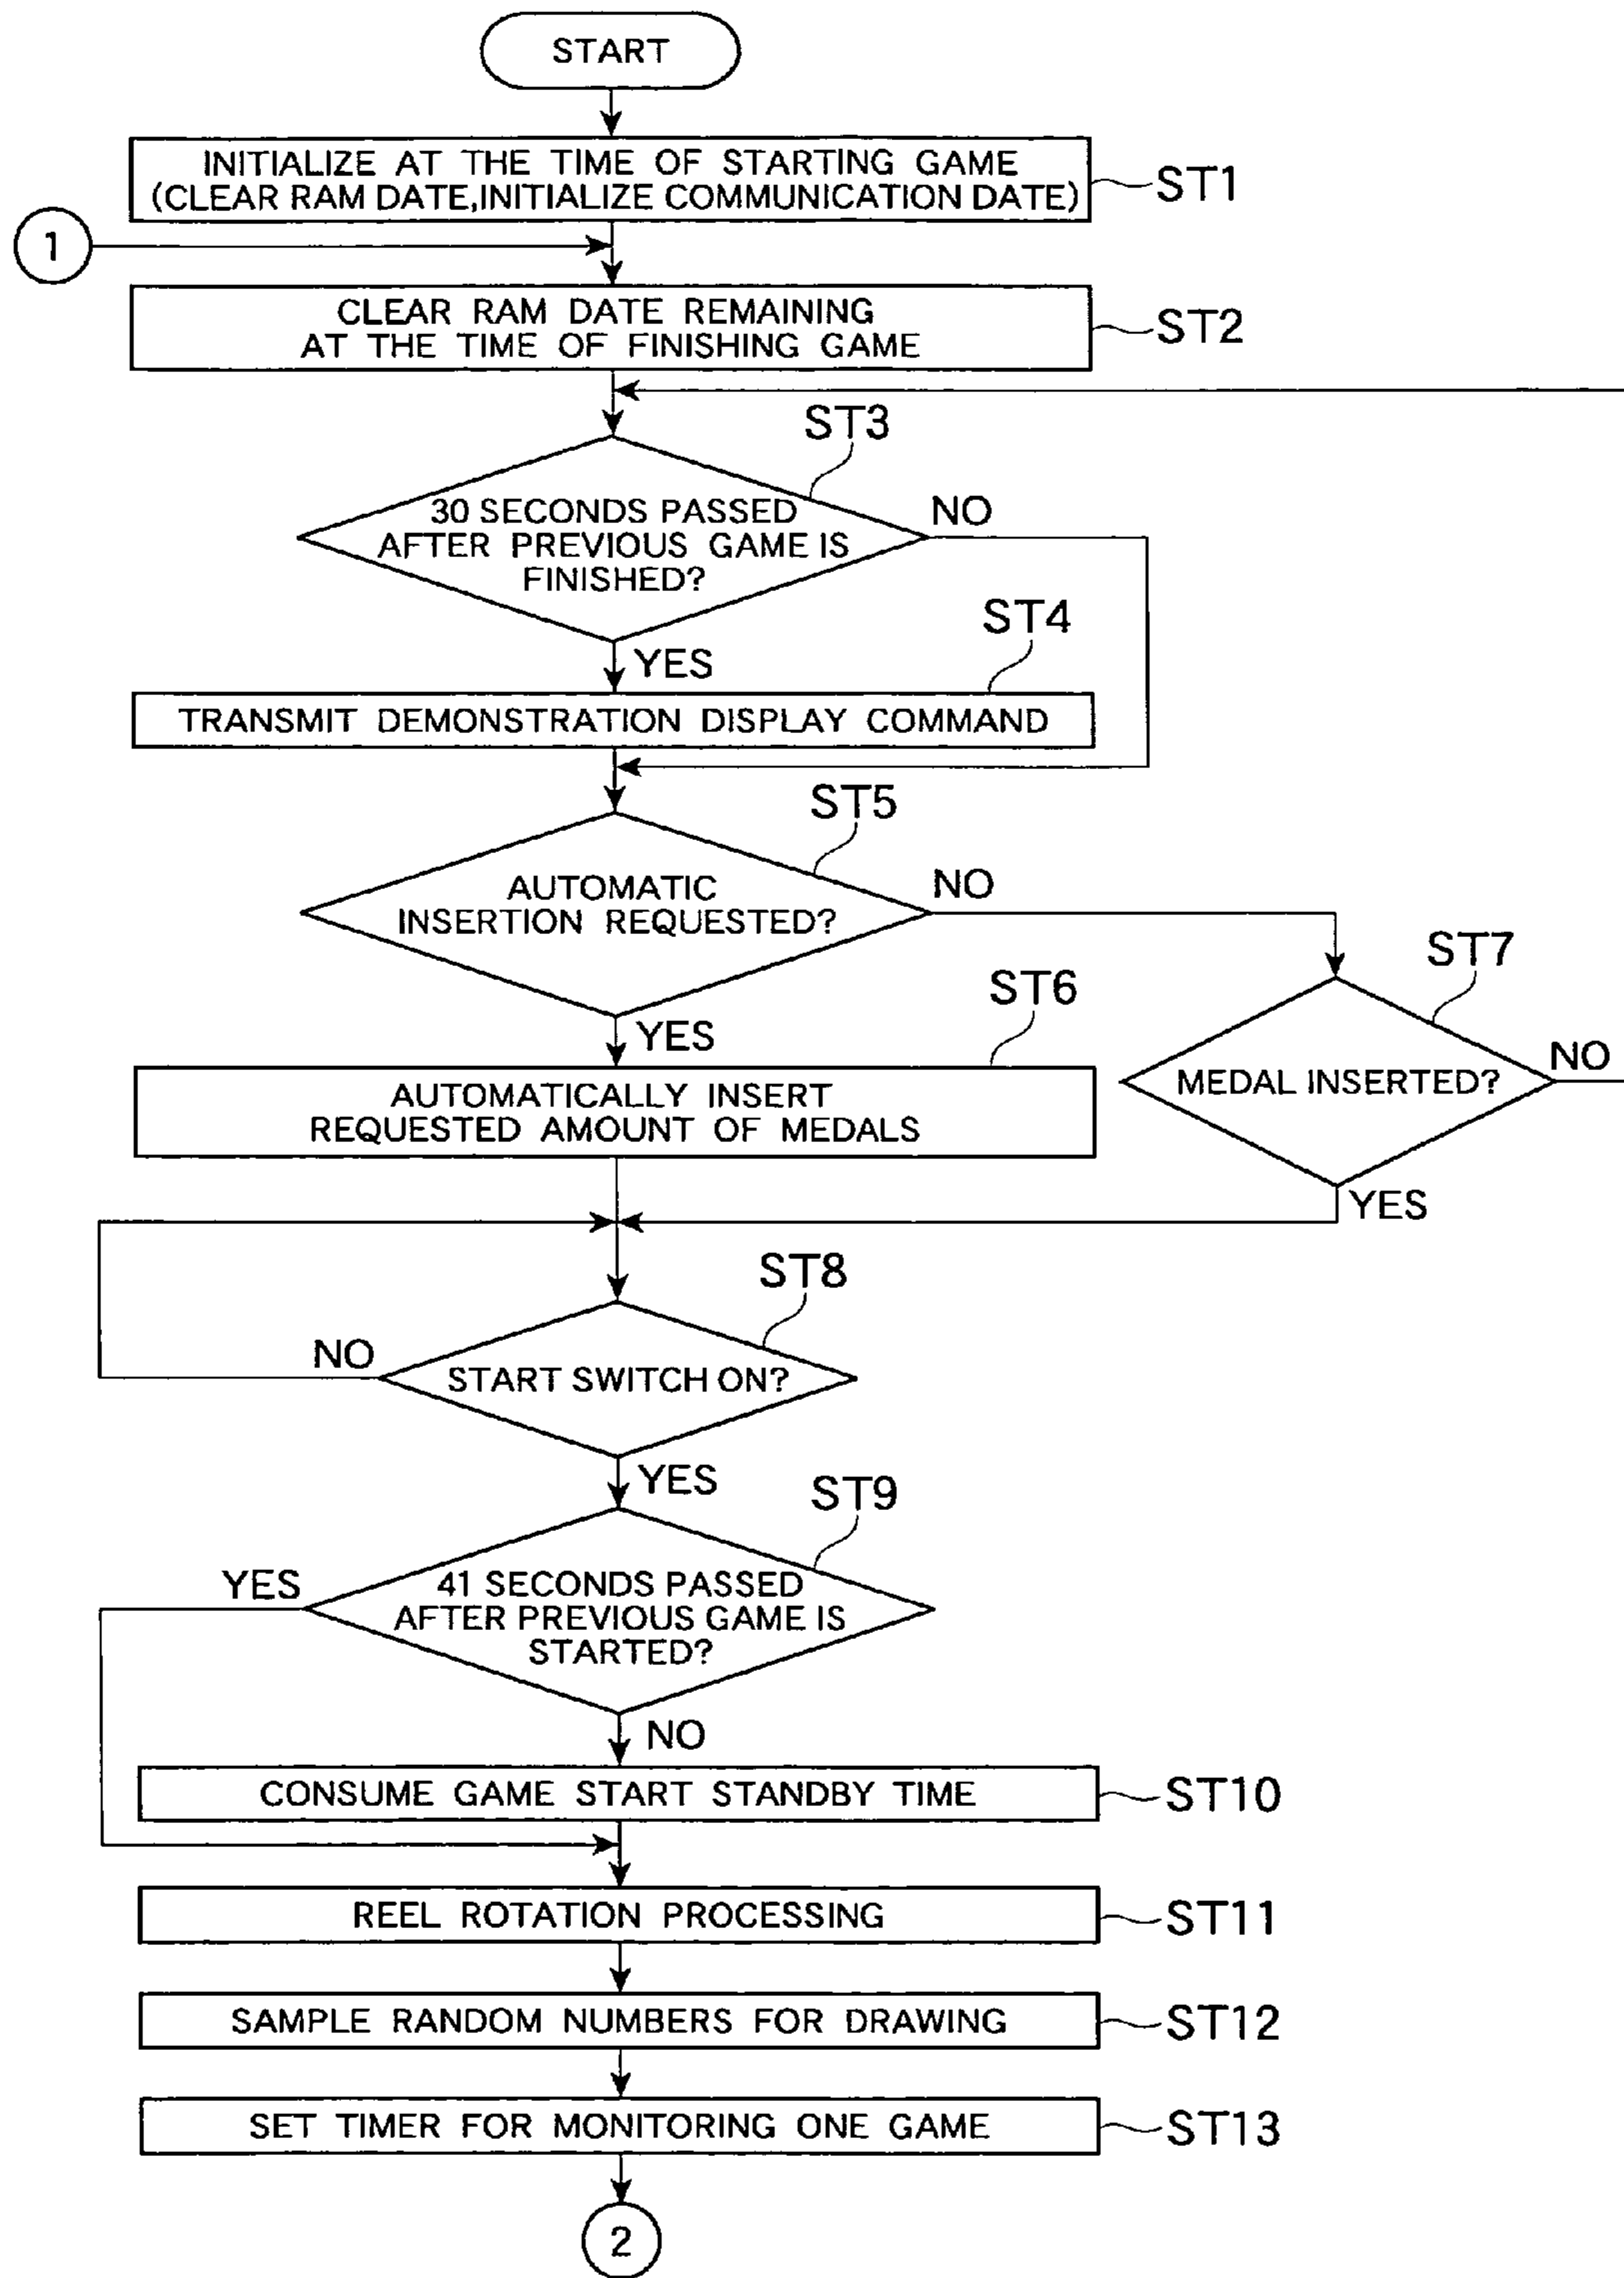 START
INITIALIZE AT THE TIME OF STARTING GAME
(CLEAR RAM DATE,INITIALIZE COMMUNICATION DATE)
ST1
1
CLEAR RAM DATE REMAINING
AT THE TIME OF FINISHING GAME
ST2
ST3
30 SECONDS PASSED
AFTER PREVIOUS GAME IS
FINISHED?
NO
YES
ST4
TRANSMIT DEMONSTRATION DISPLAY COMMAND
ST5
AUTOMATIC
INSERTION REQUESTED?
NO
YES
ST6
AUTOMATICALLY INSERT
REQUESTED AMOUNT OF MEDALS
ST7
MEDAL INSERTED?
NO
YES
ST8
START SWITCH ON?
NO
YES
ST9
41 SECONDS PASSED
AFTER PREVIOUS GAME IS
STARTED?
YES
NO
CONSUME GAME START STANDBY TIME
ST10
REEL ROTATION PROCESSING
ST11
SAMPLE RANDOM NUMBERS FOR DRAWING
ST12
SET TIMER FOR MONITORING ONE GAME
ST13
2